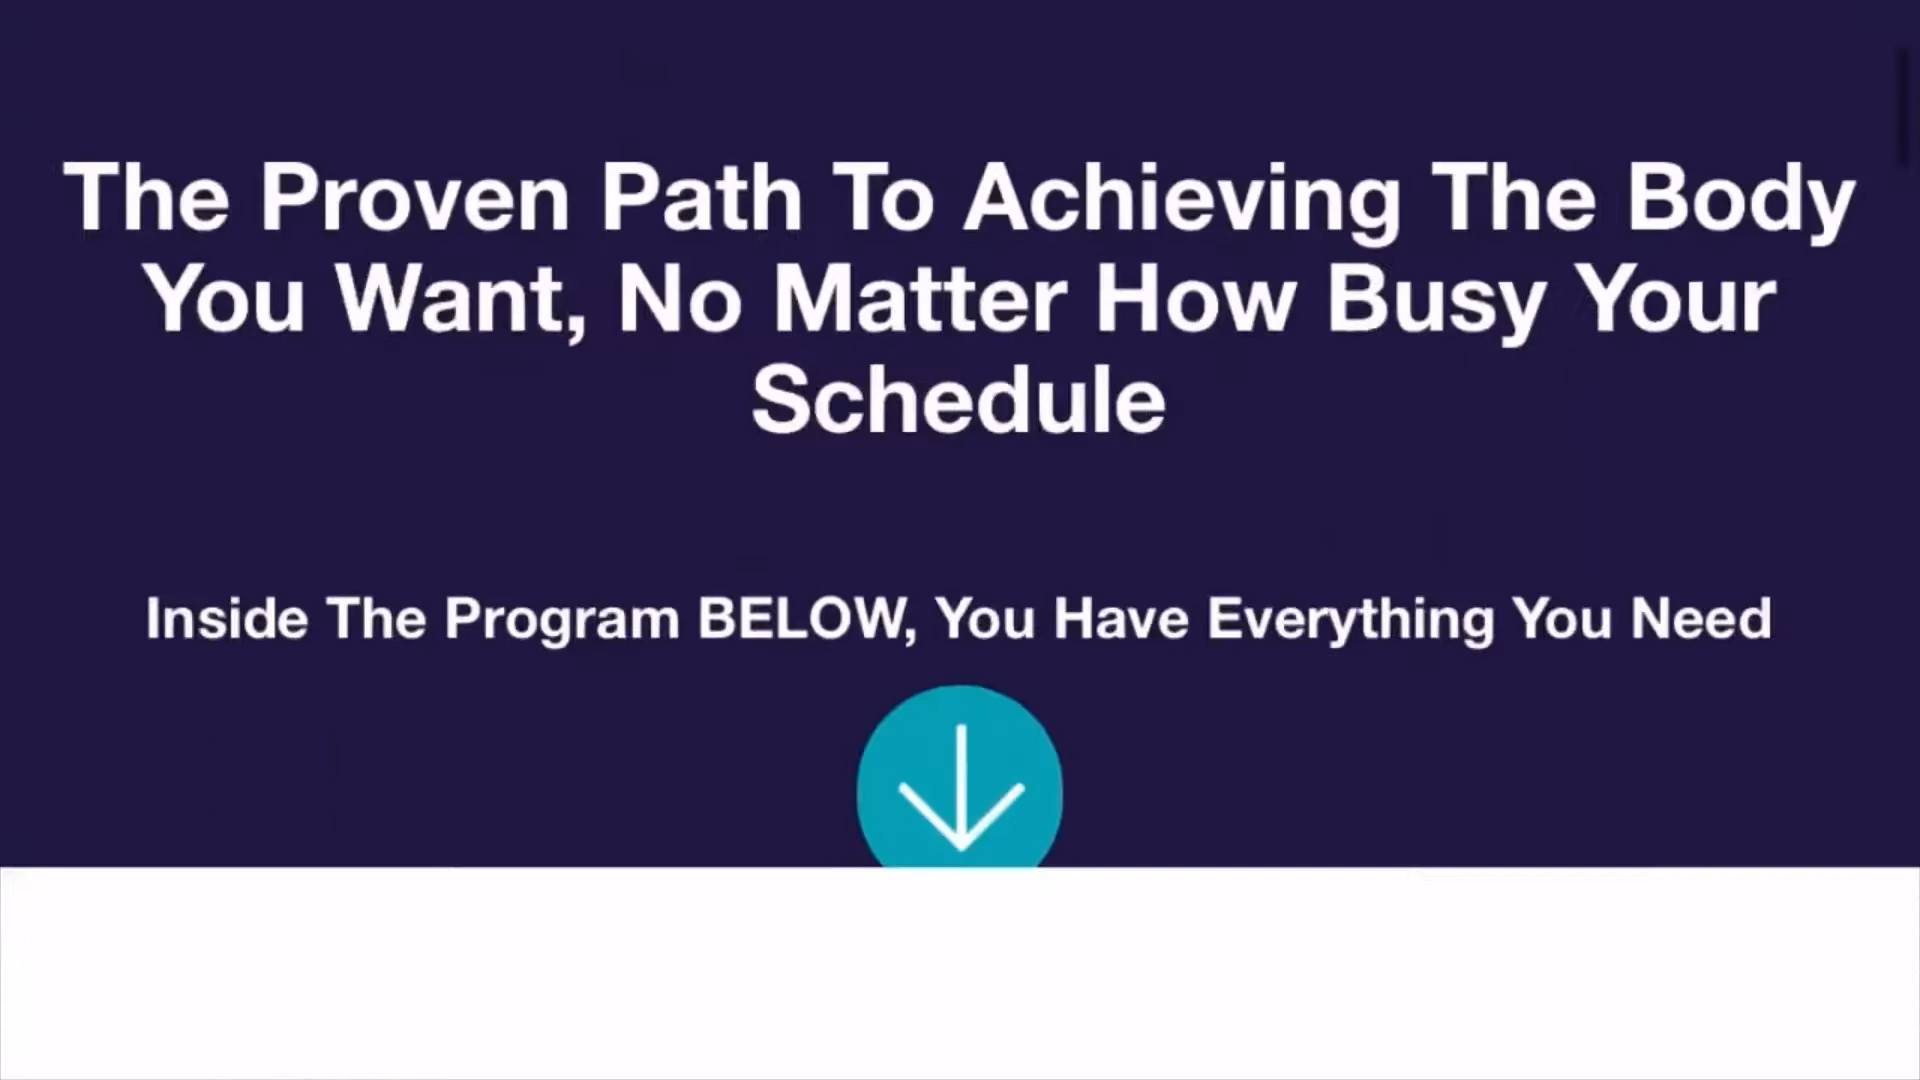 The Proven Path To Achieving The Body
You Want, No Matter How Busy Your
Schedule
Inside The Program BELOW, You Have Everything You Need